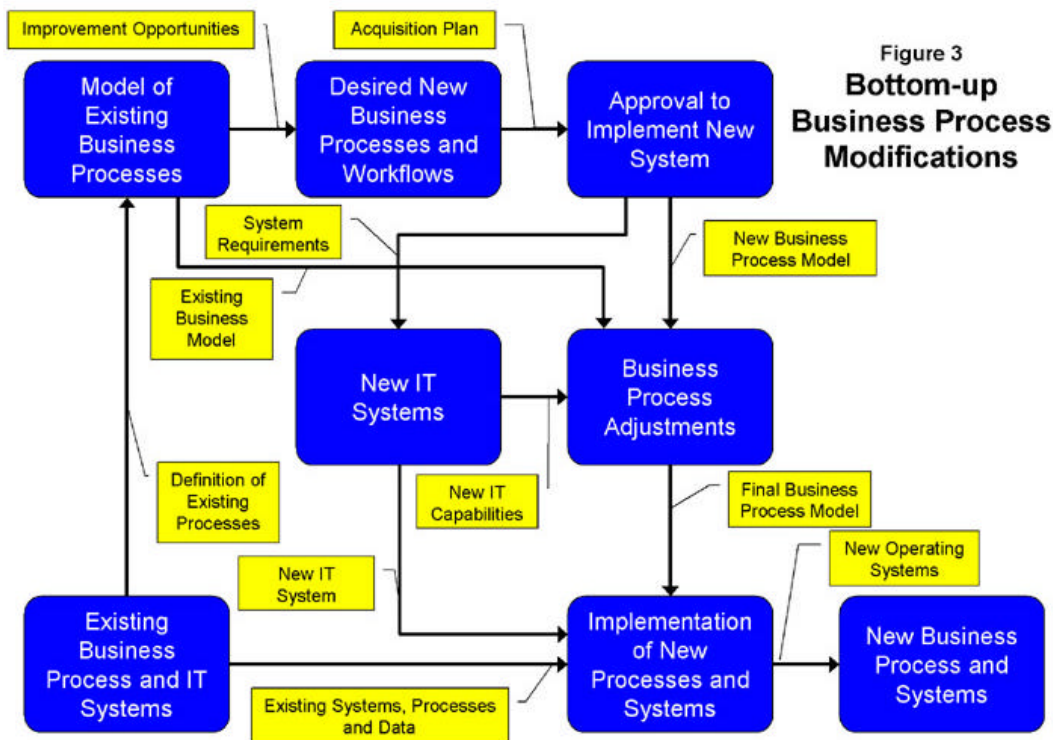 Improvement Opportunities
Acquisition Plan
Figure 3
Bottom-up
Business Process
Modifications
Model of
Existing
Business
Processes
Desired New
Business
Processes and
Workflows
Approval to
Implement New
System
System
Requirements
New Business
Process Model
Existing
Business
Model
New IT
Systems
Business
Process
Adjustments
Definition of
Existing
Processes
New IT
Capabilities
Final Business
Process Model
New IT
System
New Operating
Systems
Existing
Business
Process and IT
Systems
Implementation
of New
Processes and
Systems
New Business
Process and
Systems
Existing Systems, Processes
and Data